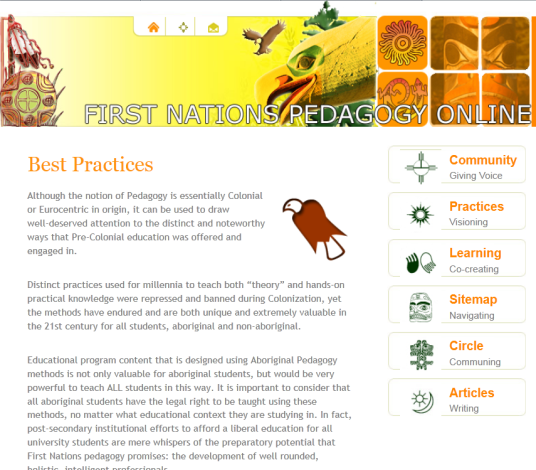 FIRST NATIONS PEDAGOGY ONLINE
Best Practices
Although the notion of Pedagogy is essentially Colonial
or Eurocentric in origin, it can be used to draw
well-deserved attention to the distinct and noteworthy
ways that Pre-Colonial education was offered and
engaged in.
Distinct practices used for millennia to teach both “theory” and hands-on
practical knowledge were repressed and banned during Colonization, yet
the methods have endured and are both unique and extremely valuable in
the 21st century for all students, aboriginal and non-aboriginal.
Educational program content that is designed using Aboriginal Pedagogy
methods is not only valuable for aboriginal students, but would be very
powerful to teach ALL students in this way. It is important to consider that
all aboriginal students have the legal right to be taught using these
methods, no matter what educational context they are studying in. In fact,
post-secondary institutional efforts to afford a liberal education for all
university students are mere whispers of the preparatory potential that
First Nations pedagogy promises: the development of well rounded,
holistic, intelligent professionals
Community
Giving Voice
Practices
Visioning
Learning
Co-creating
Sitemap
Navigating
Circle
Communing
Articles
Writing